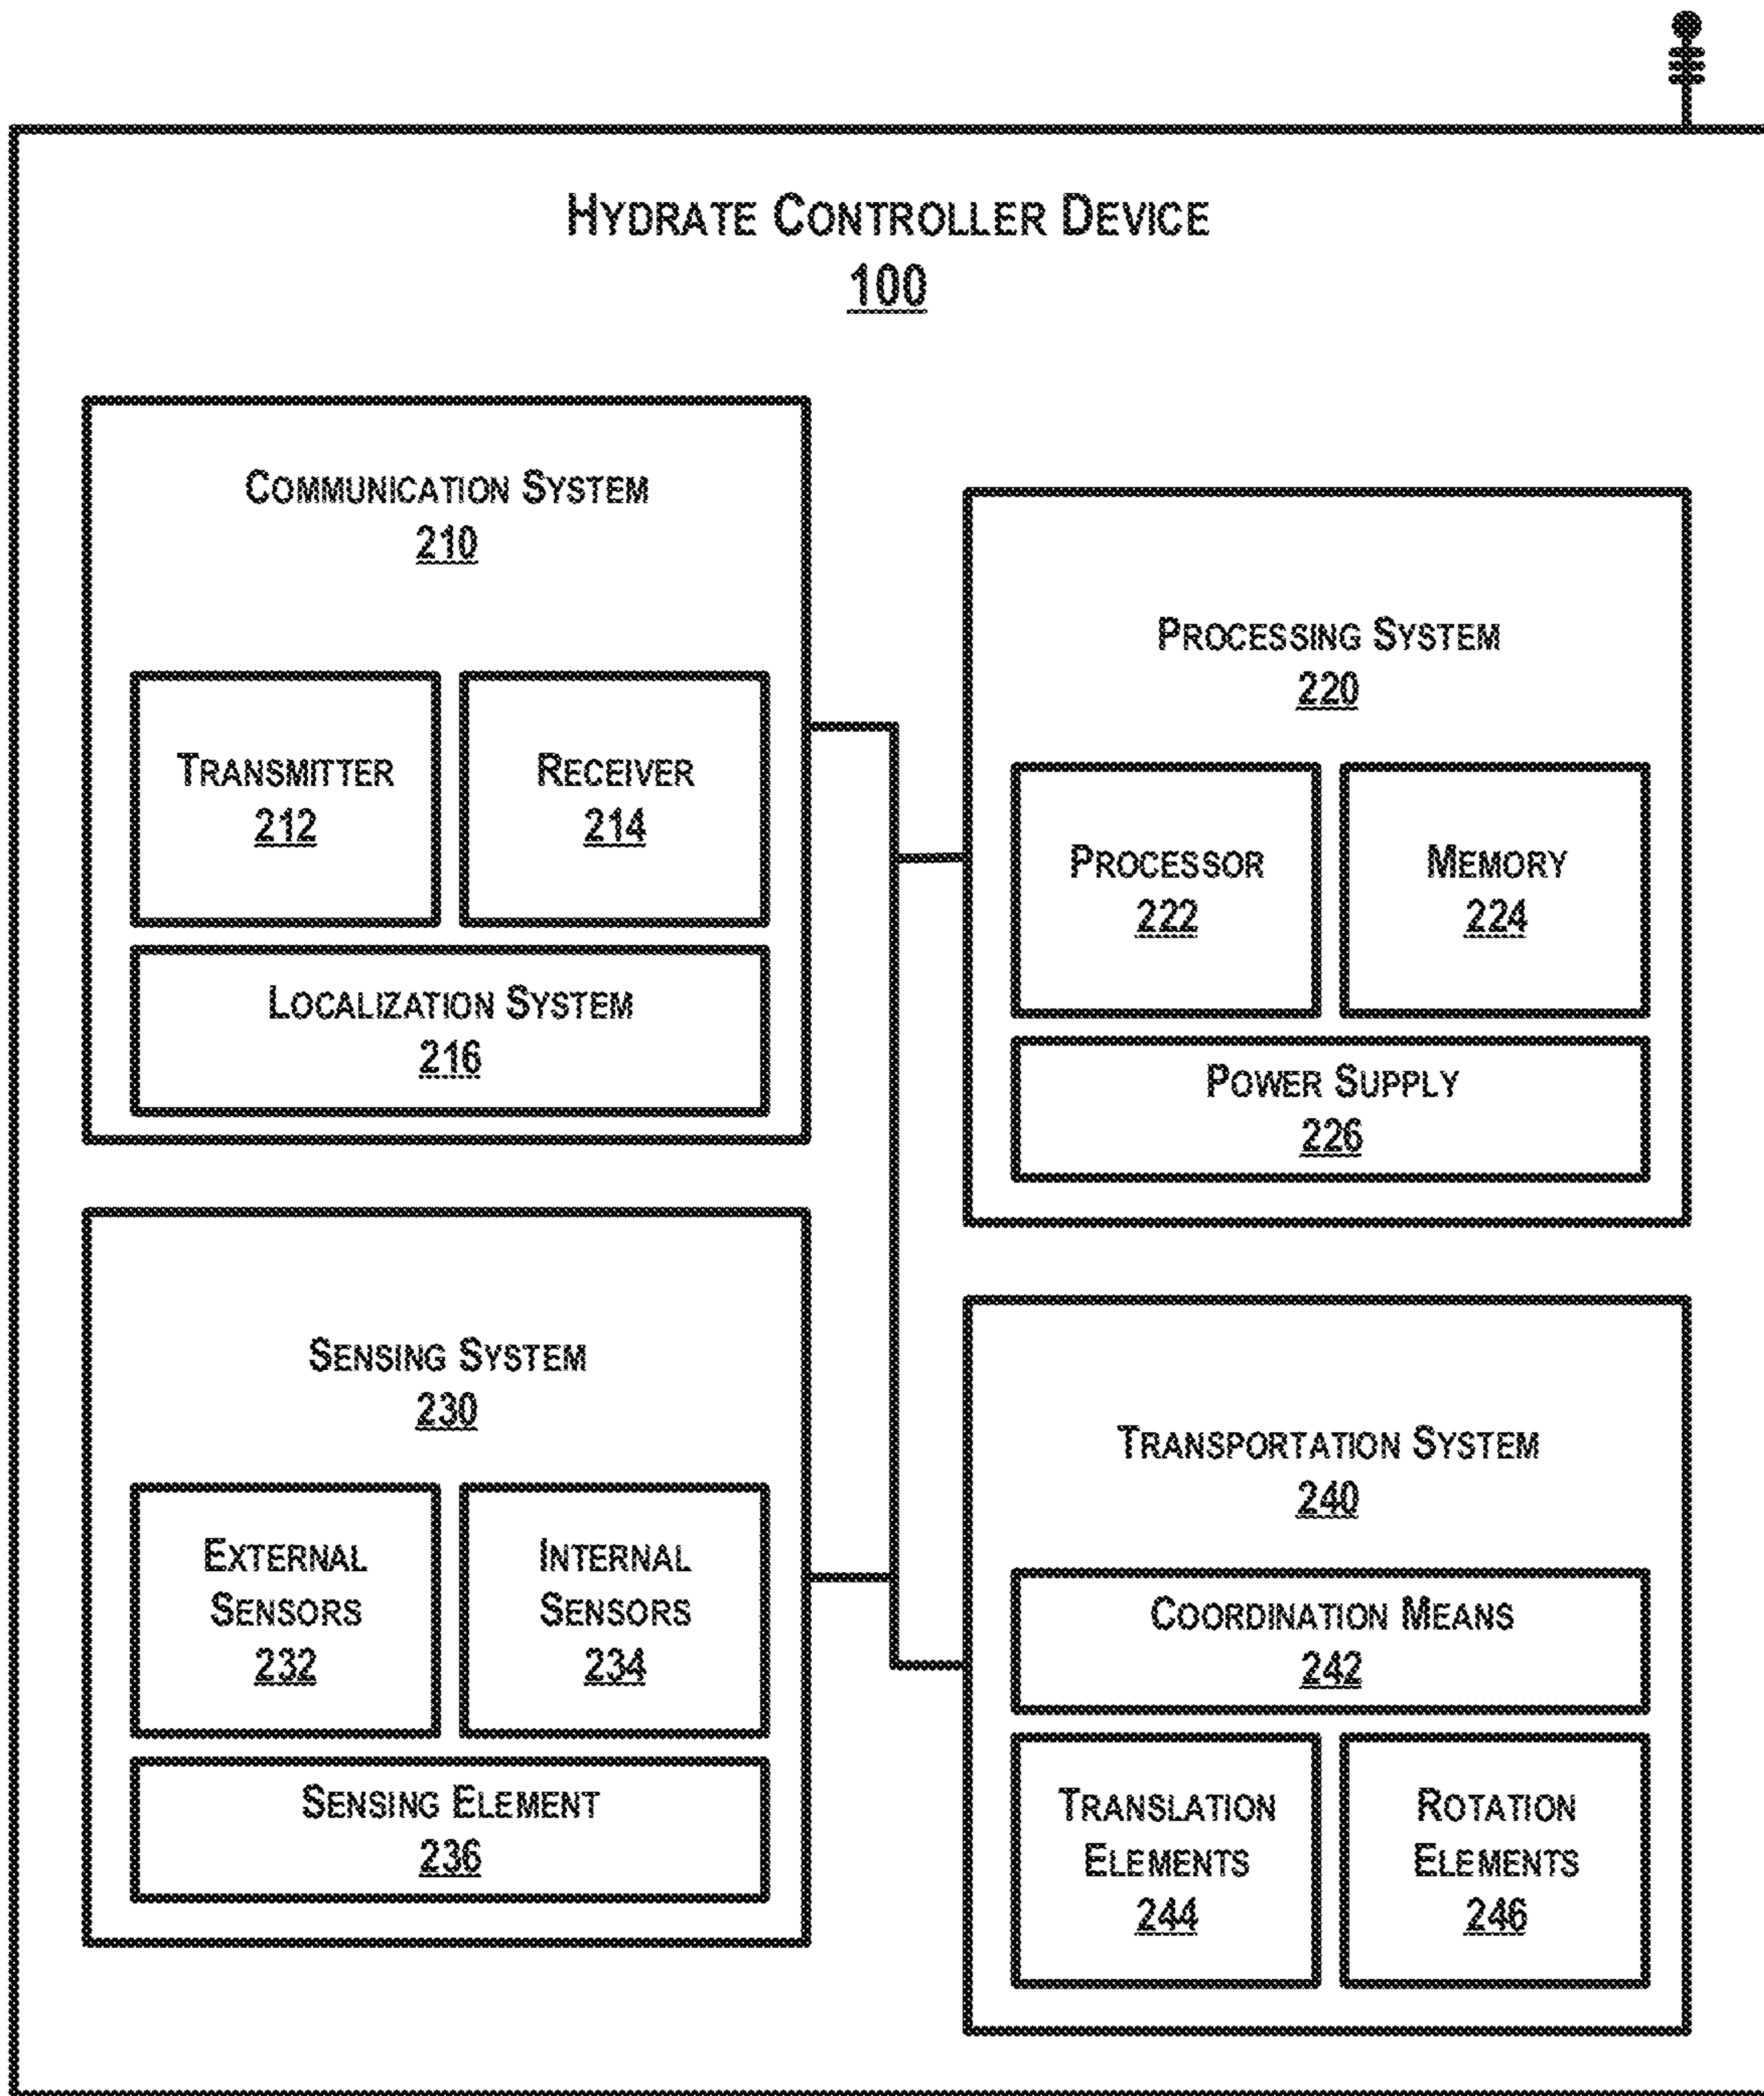 HYDRATE CONTROLLER DEVICE
100
COMMUNICATION SYSTEM
210
TRANSMITTER
212
RECEIVER
214
LOCALIZATION SYSTEM
216
PROCESSING SYSTEM
220
PROCESSOR
222
MEMORY
224
POWER SUPPLY
226
SENSING SYSTEM
230
EXTERNAL
SENSORS
232
INTERNAL
SENSORS
234
SENSING ELEMENT
236
TRANSPORTATION SYSTEM
240
COORDINATION MEANS
242
TRANSLATION
ELEMENTS
244
ROTATION
ELEMENTS
246